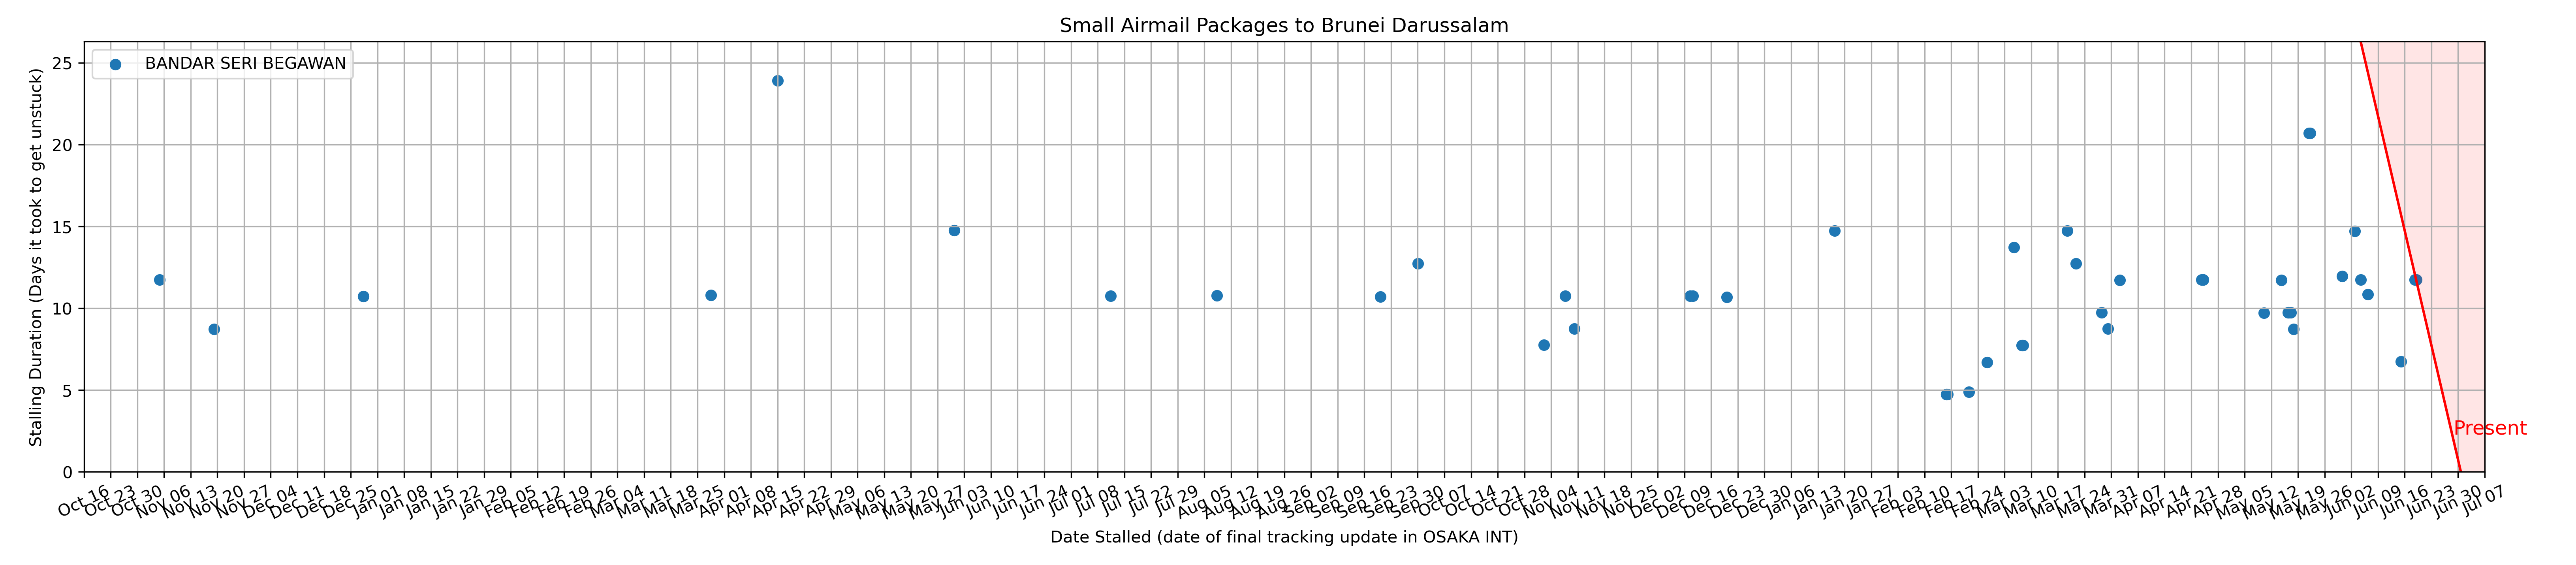 Small Airmail Packages to Brunei Darussalam
BANDAR SERI BEGAWAN
Stalling Duration (Days it took to get unstuck)
25
20
15
10
5
0
Present
Oct 16 Oct 23 Oct 30 Nov 06 Nov 13 Nov 20 Nov 27 Dec 04 Dec 11 Dec 18 Dec 25 Jan 01 Jan 08 Jan 15 Jan 22 Jan 29 Feb 05 Feb 12 Feb 19 Feb 26 Mar 04 Mar 11 Mar 18 Mar 25 Apr 01 Apr 08 Apr 15 Apr 22 Apr 29 May 06 May 13 May 20 May 27 Jun 03 Jun 10 Jun 17 Jun 24 Jul 01 Jul 08 Jul 15 Jul 22 Jul 29 Aug 05 Aug 12 Aug 19 Aug 26 Sep 02 Sep 09 Sep 16 Sep 23 Sep 30 Oct 07 Oct 14 Oct 21 Oct 28 Nov 04 Nov 11 Nov 18 Nov 25 Dec 02 Dec 09 Dec 16 Dec 23 Dec 30 Jan 06 Jan 13 Jan 20 Jan 27 Feb 03 Feb 10 Feb 17 Feb 24 Mar 03 Mar 10 Mar 17 Mar 24 Mar 31 Apr 07 Apr 14 Apr 21 Apr 28 May 05 May 12 May 19 May 26 Jun 02 Jun 09 Jun 16 Jun 23 Jun 30 Jul 07
Date Stalled (date of final tracking update in OSAKA INT)